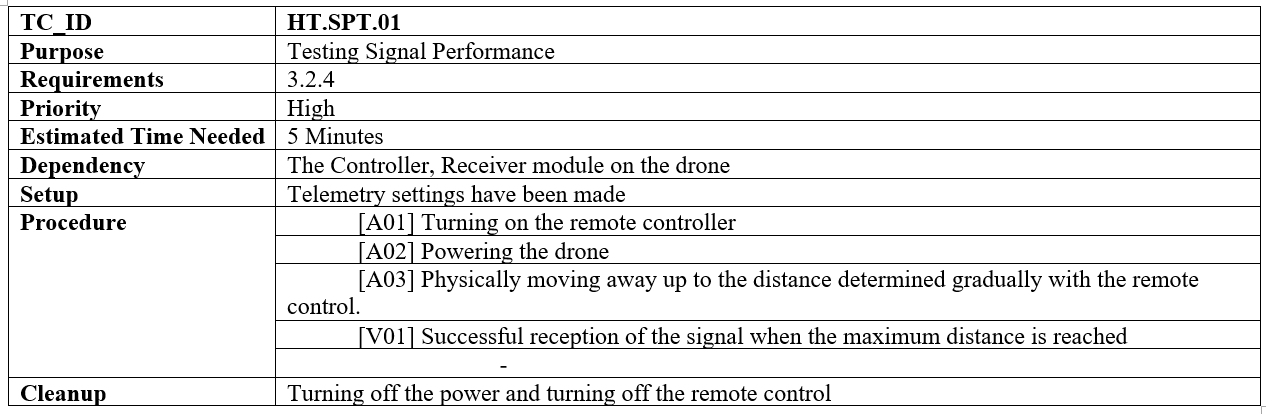 TC_ID HT.SPT.01
Purpose Testing Signal Performance
Requirements 3.2.4
Priority High
Estimated Time Needed 5 Minutes
Dependency The Controller, Receiver module on the drone
Setup Telemetry settings have been made
Procedure [A01] Turning on the remote controller
[A02] Powering the drone
[A03] Physically moving away up to the distance determined gradually with the remote
control.
[V01] Successful reception of the signal when the maximum distance is reached
-
Cleanup Turning off the power and turning off the remote control